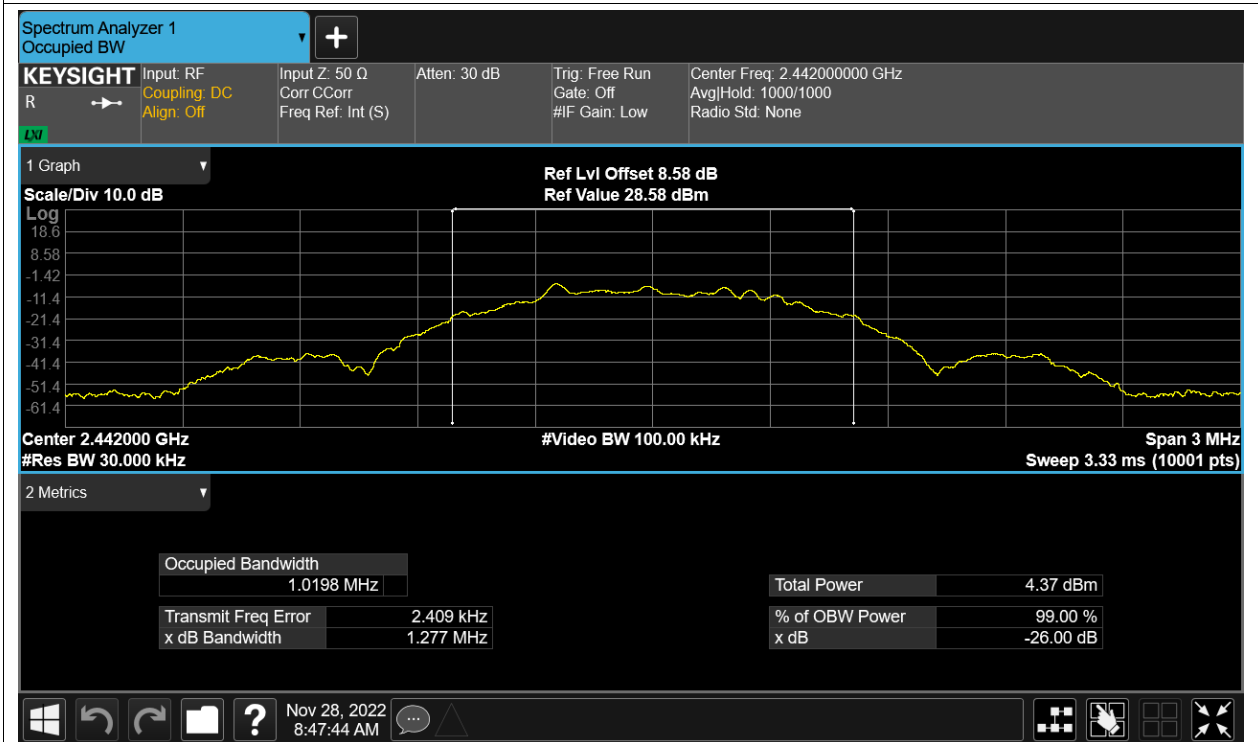 Spectrum Analyzer 1
Occupied BW
KEYSIGHT Input: RF Input Z: 50 Ω Atten: 30 dB Trig: Free Run Center Freq: 2.442000000 GHz
R Coupling: DC Corr CCorr Gate: Off Avg|Hold: 1000/1000
Align: Off Freq Ref: Int (S) #IF Gain: Low Radio Std: None
LXI
1 Graph
Ref Lvl Offset 8.58 dB
Scale/Div 10.0 dB Ref Value 28.58 dBm
Log
18.6
8.58
-1.42
-11.4
-21.4
-31.4
-41.4
-51.4
-61.4
Center 2.442000 GHz #Video BW 100.00 kHz Span 3 MHz
#Res BW 30.000 kHz Sweep 3.33 ms (10001 pts)
2 Metrics
Occupied Bandwidth
1.0198 MHz Total Power 4.37 dBm
Transmit Freq Error 2.409 kHz % of OBW Power 99.00 %
x dB Bandwidth 1.277 MHz x dB -26.00 dB
? Nov 28, 2022
8:47:44 AM